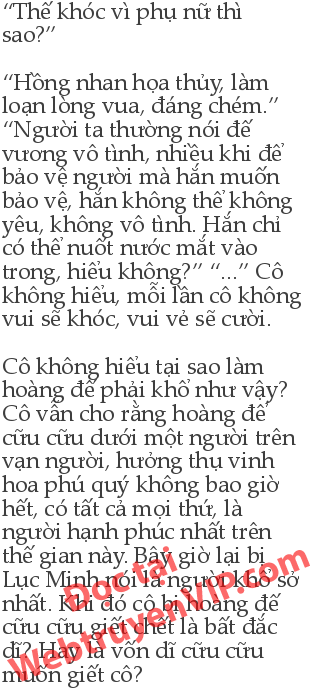 “Thế khóc vì phụ nữ thì
sao?”
“Hồng nhan họa thủy, làm
loạn lòng vua, đáng chém.”
“Người ta thường nói đế
vương vô tình, nhiều khi để
bảo vệ người mà hắn muốn
bảo vệ, hắn không thể không
yêu, không vô tình. Hắn chỉ
có thể nuốt nước mắt vào
trong, hiểu không?” “...” Cô
không hiểu, mỗi lần cô không
vui sẽ khóc, vui vẻ sẽ cười.
Cô không hiểu tại sao làm
hoàng đế phải khổ như vậy?
Cô vẫn cho rằng hoàng đế
cữu cữu dưới một người trên
vạn người, hưởng thụ vinh
hoa phú quý không bao giờ
hết, có tất cả mọi thứ, là
người hạnh phúc nhất trên
thế gian này. Bây giờ lại bị
Lục Minh nói là người khổ sở
nhất. Khi đó cô bị hoàng đế
cữu cữu giết chết là bất đắc
dĩ? Hay là vốn dĩ cữu cữu
muốn giết cô?
Đọc tại
WebtruyenVIP.com